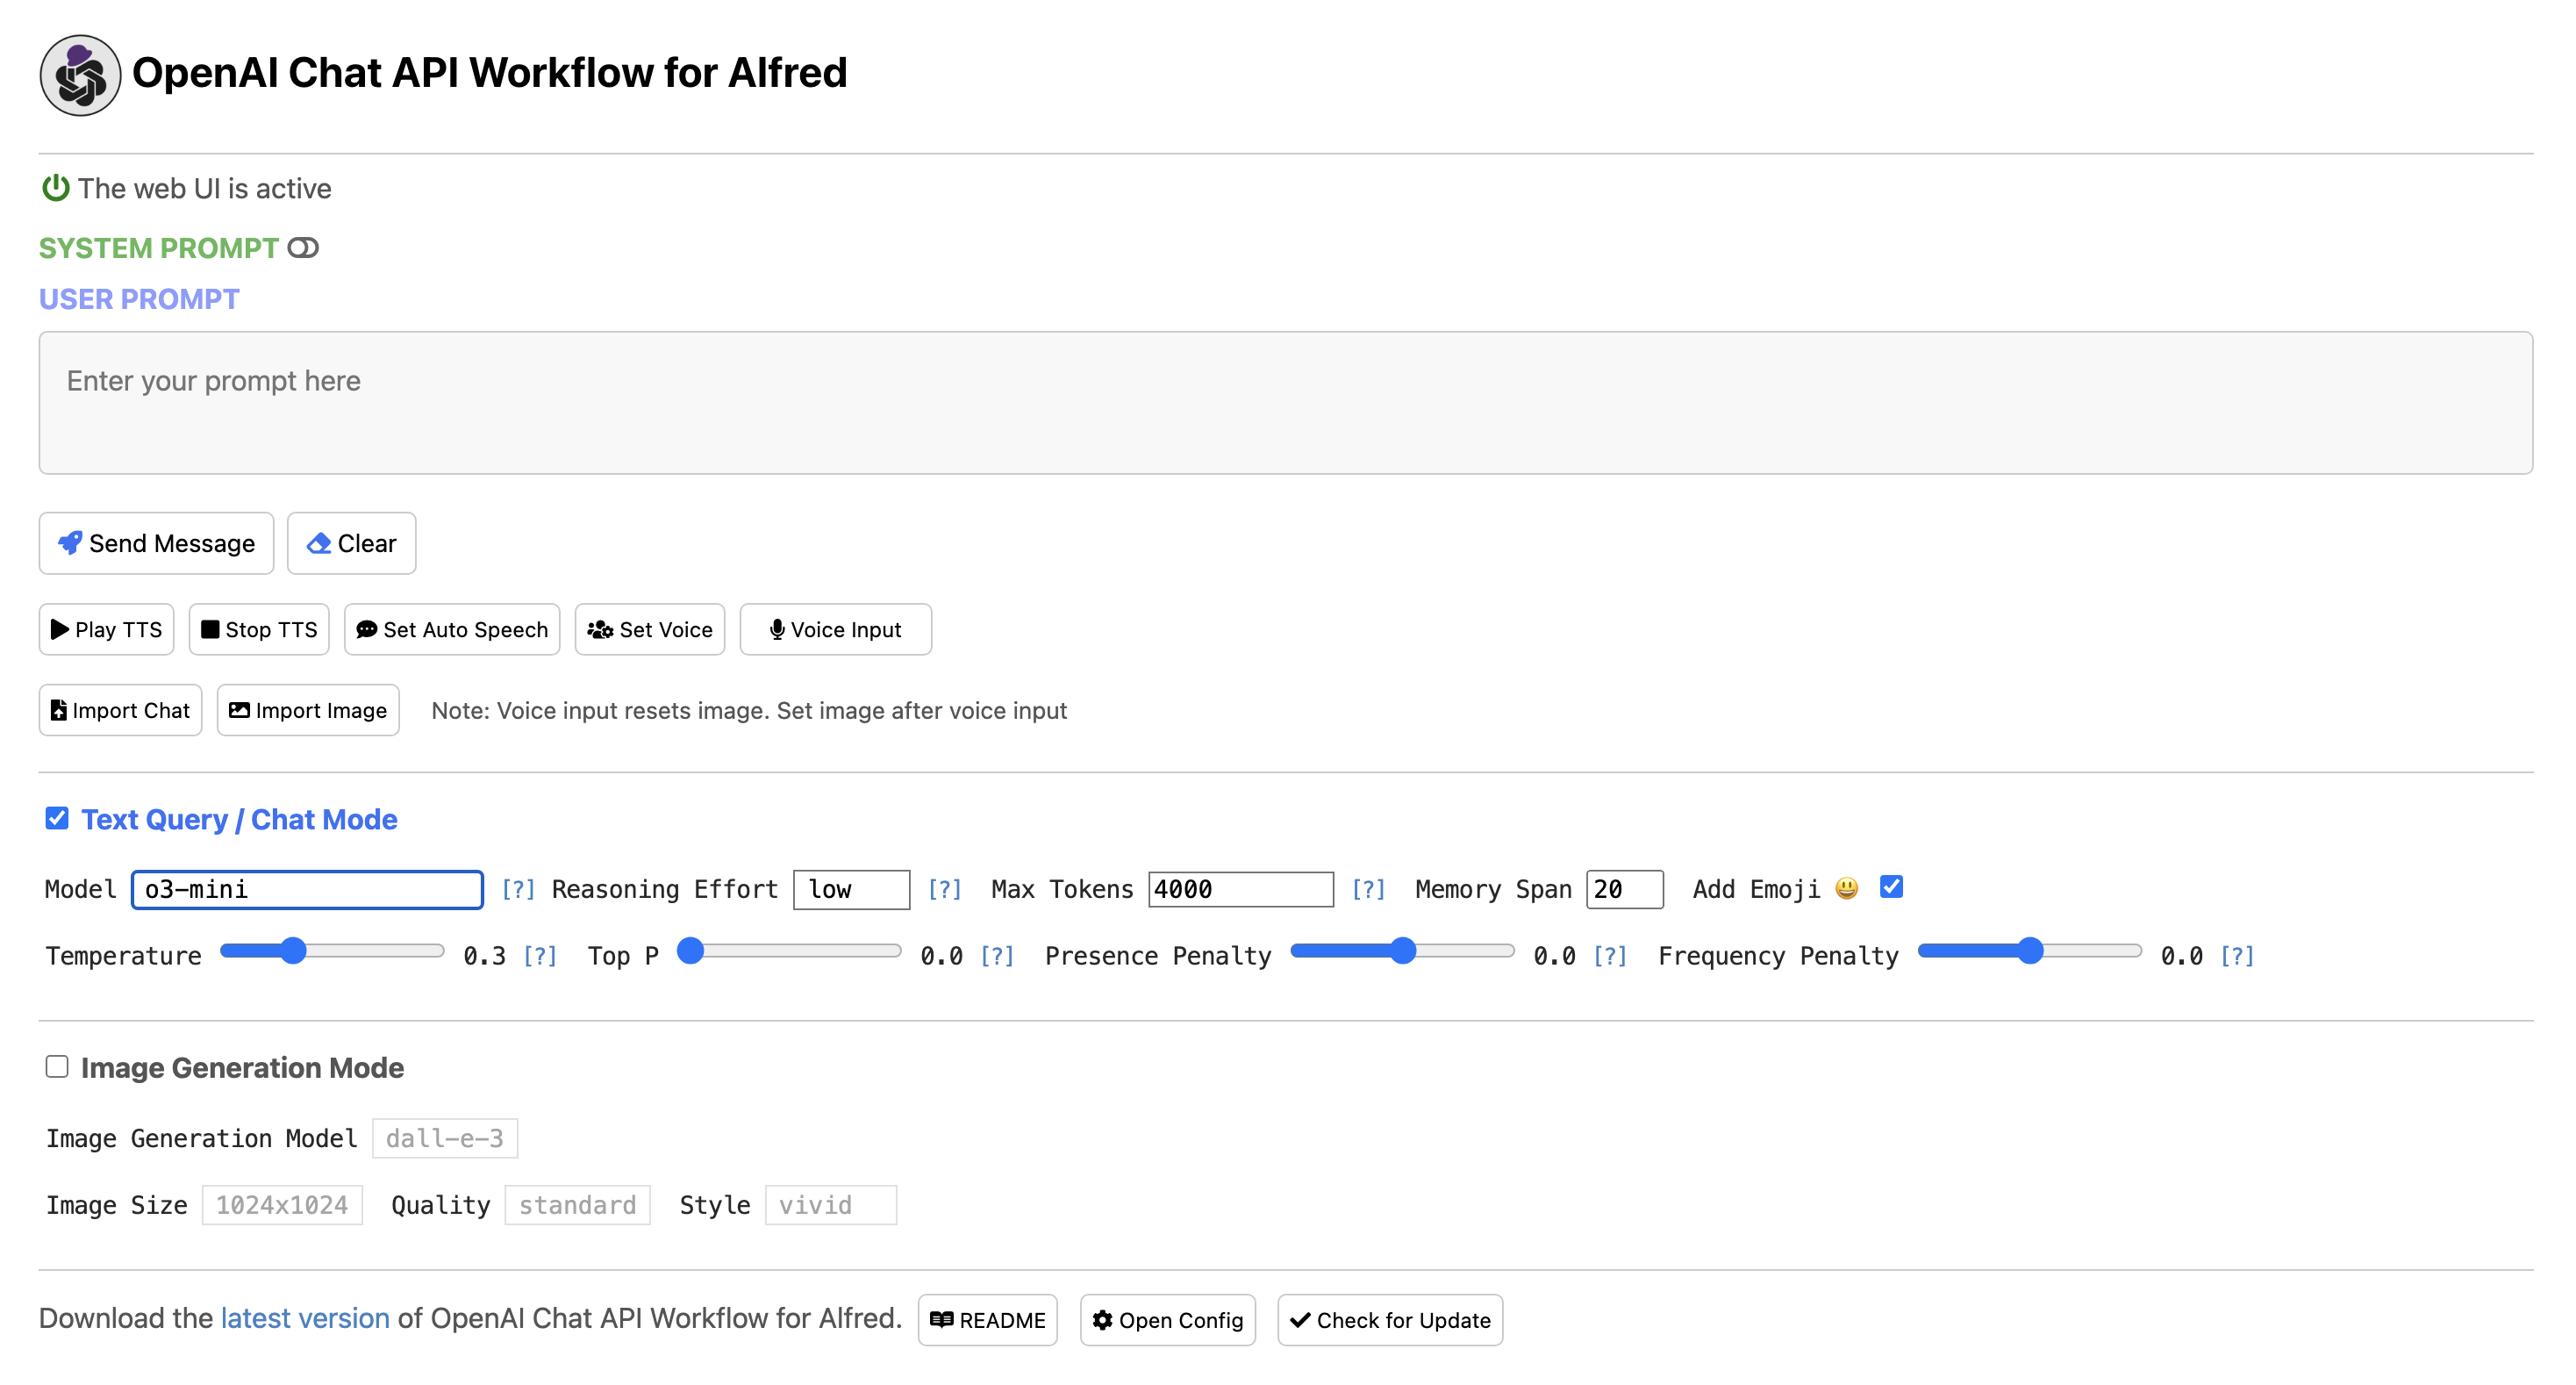 OpenAI Chat API Workflow for Alfred
The web UI is active
SYSTEM PROMPT
USER PROMPT
Enter your prompt here
Send Message Clear
Play TTS Stop TTS Set Auto Speech Set Voice Voice Input
Import Chat Import Image Note: Voice input resets image. Set image after voice input
Text Query / Chat Mode
Model o3-mini [?] Reasoning Effort low [?] Max Tokens 4000 [?] Memory Span 20 Add Emoji 😃
Temperature 0.3 [?] Top P 0.0 [?] Presence Penalty 0.0 [?] Frequency Penalty 0.0 [?]
Image Generation Mode
Image Generation Model dall-e-3
Image Size 1024x1024 Quality standard Style vivid
Download the latest version of OpenAI Chat API Workflow for Alfred. README Open Config Check for Update